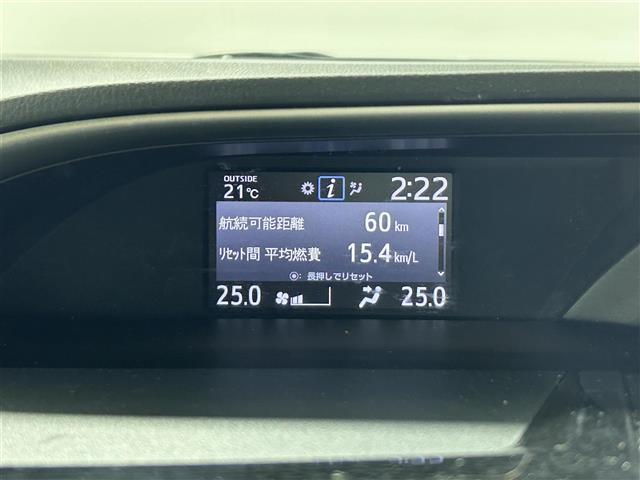 OUTSIDE
21℃ i 2:22
航続可能距離 60 km
リセット間 平均燃費 15.4 km/L
◉: 長押しでリセット
25.0 25.0